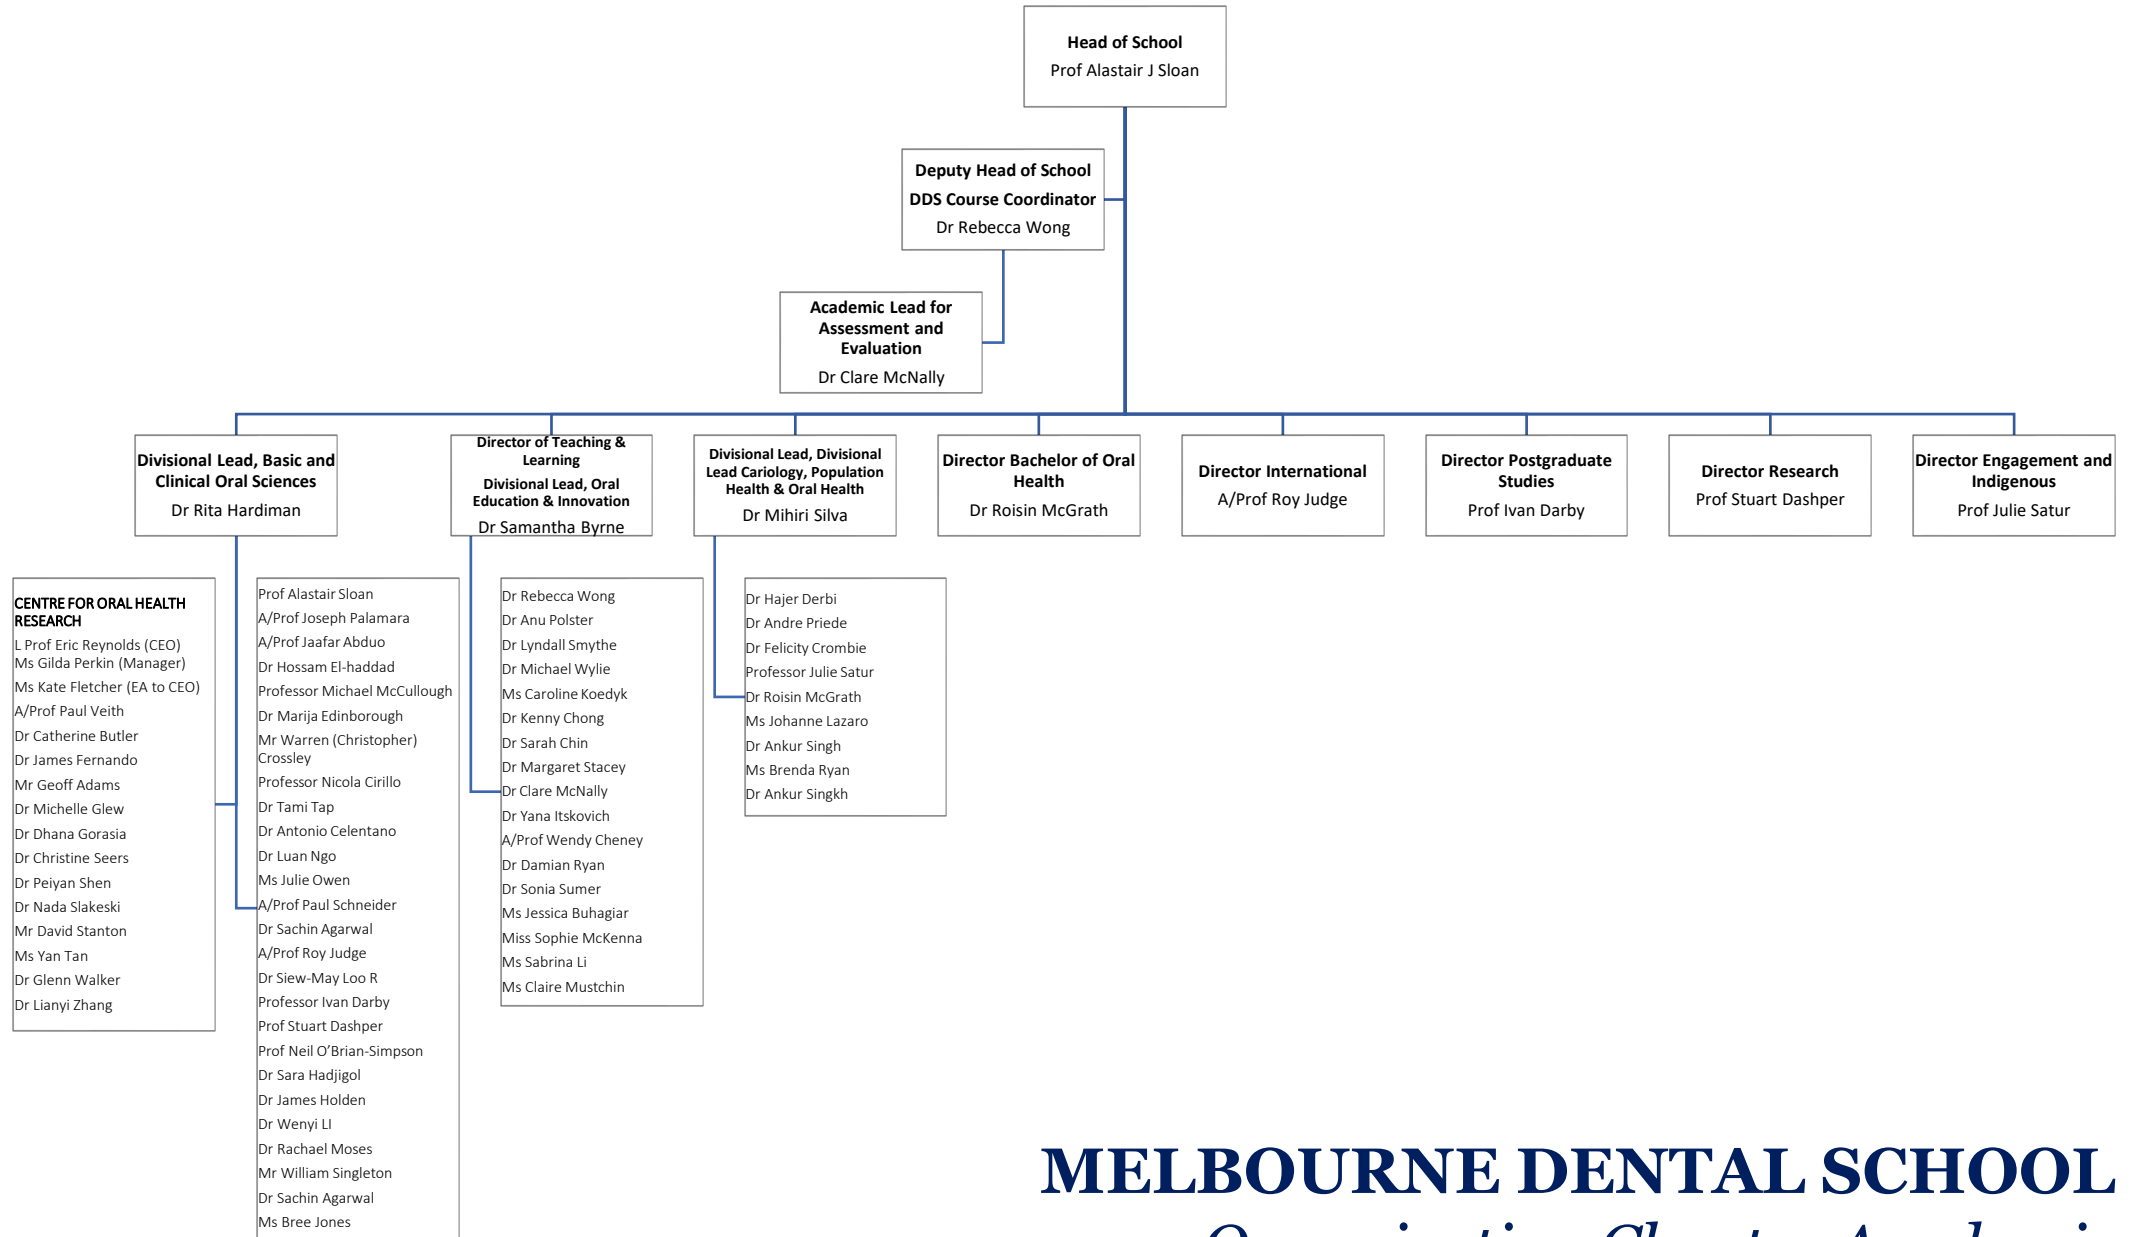 Head of School
Prof Alastair J Sloan
Deputy Head of School
DDS Course Coordinator
Dr Rebecca Wong
Academic Lead for
Assessment and
Evaluation
Dr Clare McNally
Divisional Lead, Basic and
Clinical Oral Sciences
Dr Rita Hardiman
Director of Teaching &
Learning
Divisional Lead, Oral
Education & Innovation
Dr Samantha Byrne
Divisional Lead, Divisional
Lead Cariology, Population
Health & Oral Health
Dr Mihiri Silva
Director Bachelor of Oral
Health
Dr Roisin McGrath
Director International
A/Prof Roy Judge
Director Postgraduate
Studies
Prof Ivan Darby
Director Research
Prof Stuart Dashper
Director Engagement and
Indigenous
Prof Julie Satur
CENTRE FOR ORAL HEALTH
RESEARCH
L Prof Eric Reynolds (CEO)
Ms Gilda Perkin (Manager)
Ms Kate Fletcher (EA to CEO)
A/Prof Paul Veith
Dr Catherine Butler
Dr James Fernando
Mr Geoff Adams
Dr Michelle Glew
Dr Dhana Gorasia
Dr Christine Seers
Dr Peiyan Shen
Dr Nada Slakeski
Mr David Stanton
Ms Yan Tan
Dr Glenn Walker
Dr Lianyi Zhang
Prof Alastair Sloan
A/Prof Joseph Palamara
A/Prof Jaafar Abduo
Dr Hossam El-haddad
Professor Michael McCullough
Dr Marija Edinborough
Mr Warren (Christopher)
Crossley
Professor Nicola Cirillo
Dr Tami Tap
Dr Antonio Celentano
Dr Luan Ngo
Ms Julie Owen
A/Prof Paul Schneider
Dr Sachin Agarwal
A/Prof Roy Judge
Dr Siew-May Loo R
Professor Ivan Darby
Prof Stuart Dashper
Prof Neil O’Brian-Simpson
Dr Sara Hadjigol
Dr James Holden
Dr Wenyi LI
Dr Rachael Moses
Mr William Singleton
Dr Sachin Agarwal
Ms Bree Jones
Dr Rebecca Wong
Dr Anu Polster
Dr Lyndall Smythe
Dr Michael Wylie
Ms Caroline Koedyk
Dr Kenny Chong
Dr Sarah Chin
Dr Margaret Stacey
Dr Clare McNally
Dr Yana Itskovich
A/Prof Wendy Cheney
Dr Damian Ryan
Dr Sonia Sumer
Ms Jessica Buhagiar
Miss Sophie McKenna
Ms Sabrina Li
Ms Claire Mustchin
Dr Hajer Derbi
Dr Andre Priede
Dr Felicity Crombie
Professor Julie Satur
Dr Roisin McGrath
Ms Johanne Lazaro
Dr Ankur Singh
Ms Brenda Ryan
Dr Ankur Singkh
MELBOURNE DENTAL SCHOOL